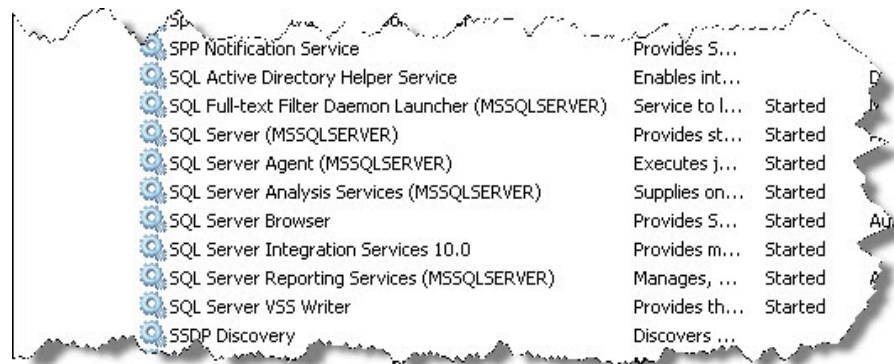 SPP Notification Service Provides S...
SQL Active Directory Helper Service Enables int...
SQL Full-text Filter Daemon Launcher (MSSQLSERVER) Service to l... Started
SQL Server (MSSQLSERVER) Provides st... Started
SQL Server Agent (MSSQLSERVER) Executes j... Started
SQL Server Analysis Services (MSSQLSERVER) Supplies on... Started
SQL Server Browser Provides S... Started
SQL Server Integration Services 10.0 Provides m... Started
SQL Server Reporting Services (MSSQLSERVER) Manages, ... Started
SQL Server VSS Writer Provides th... Started
SSDP Discovery Discovers ...